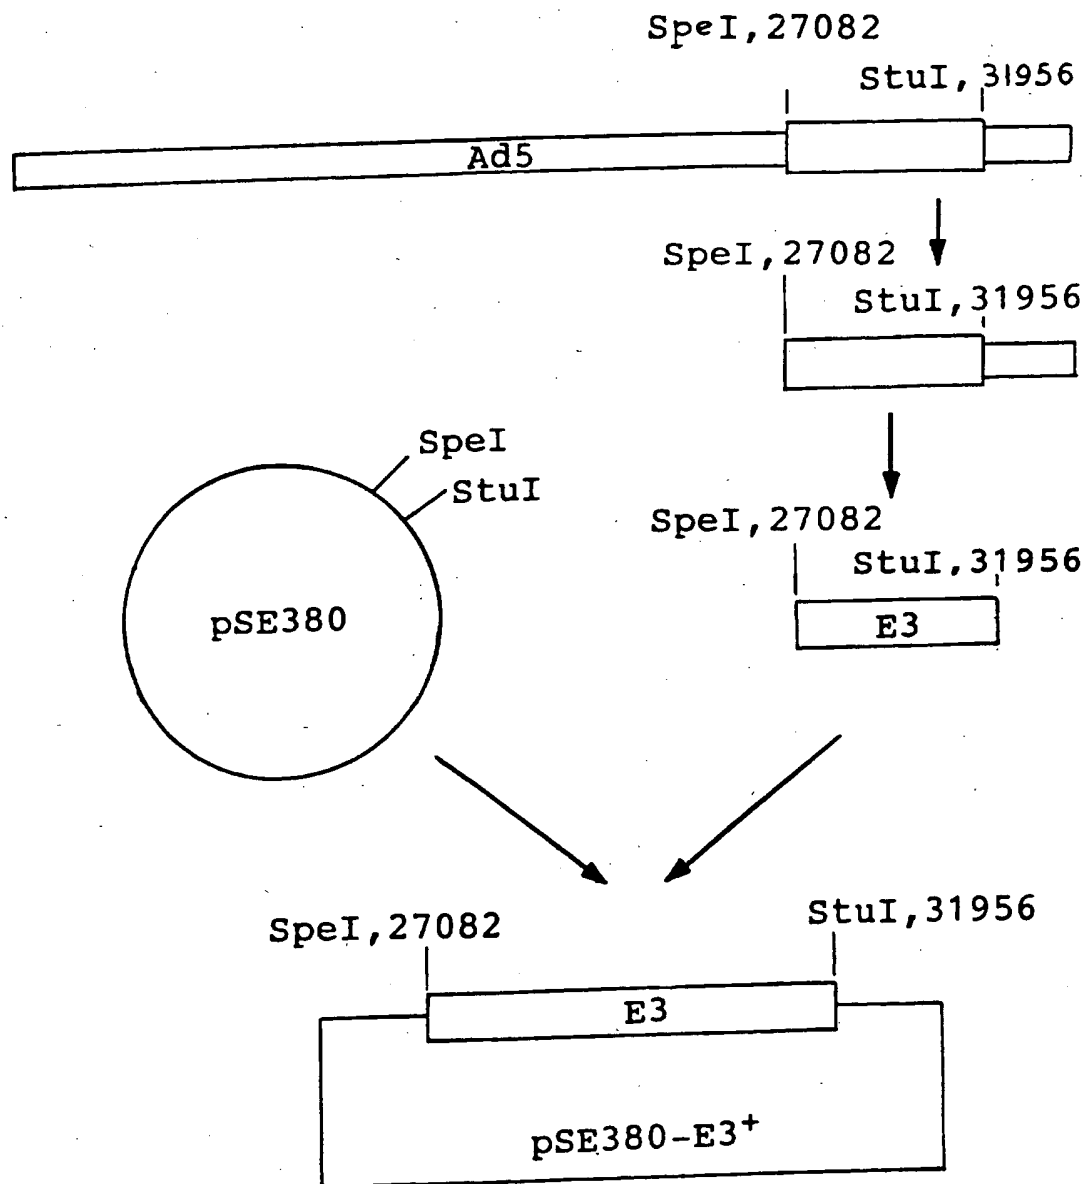 SpeI,27082
StuI,31956
Ad5
SpeI,27082
StuI,31956
SpeI
StuI
SpeI,27082
StuI,31956
pSE380
E3
SpeI,27082
StuI,31956
E3
pSE380-E3⁺